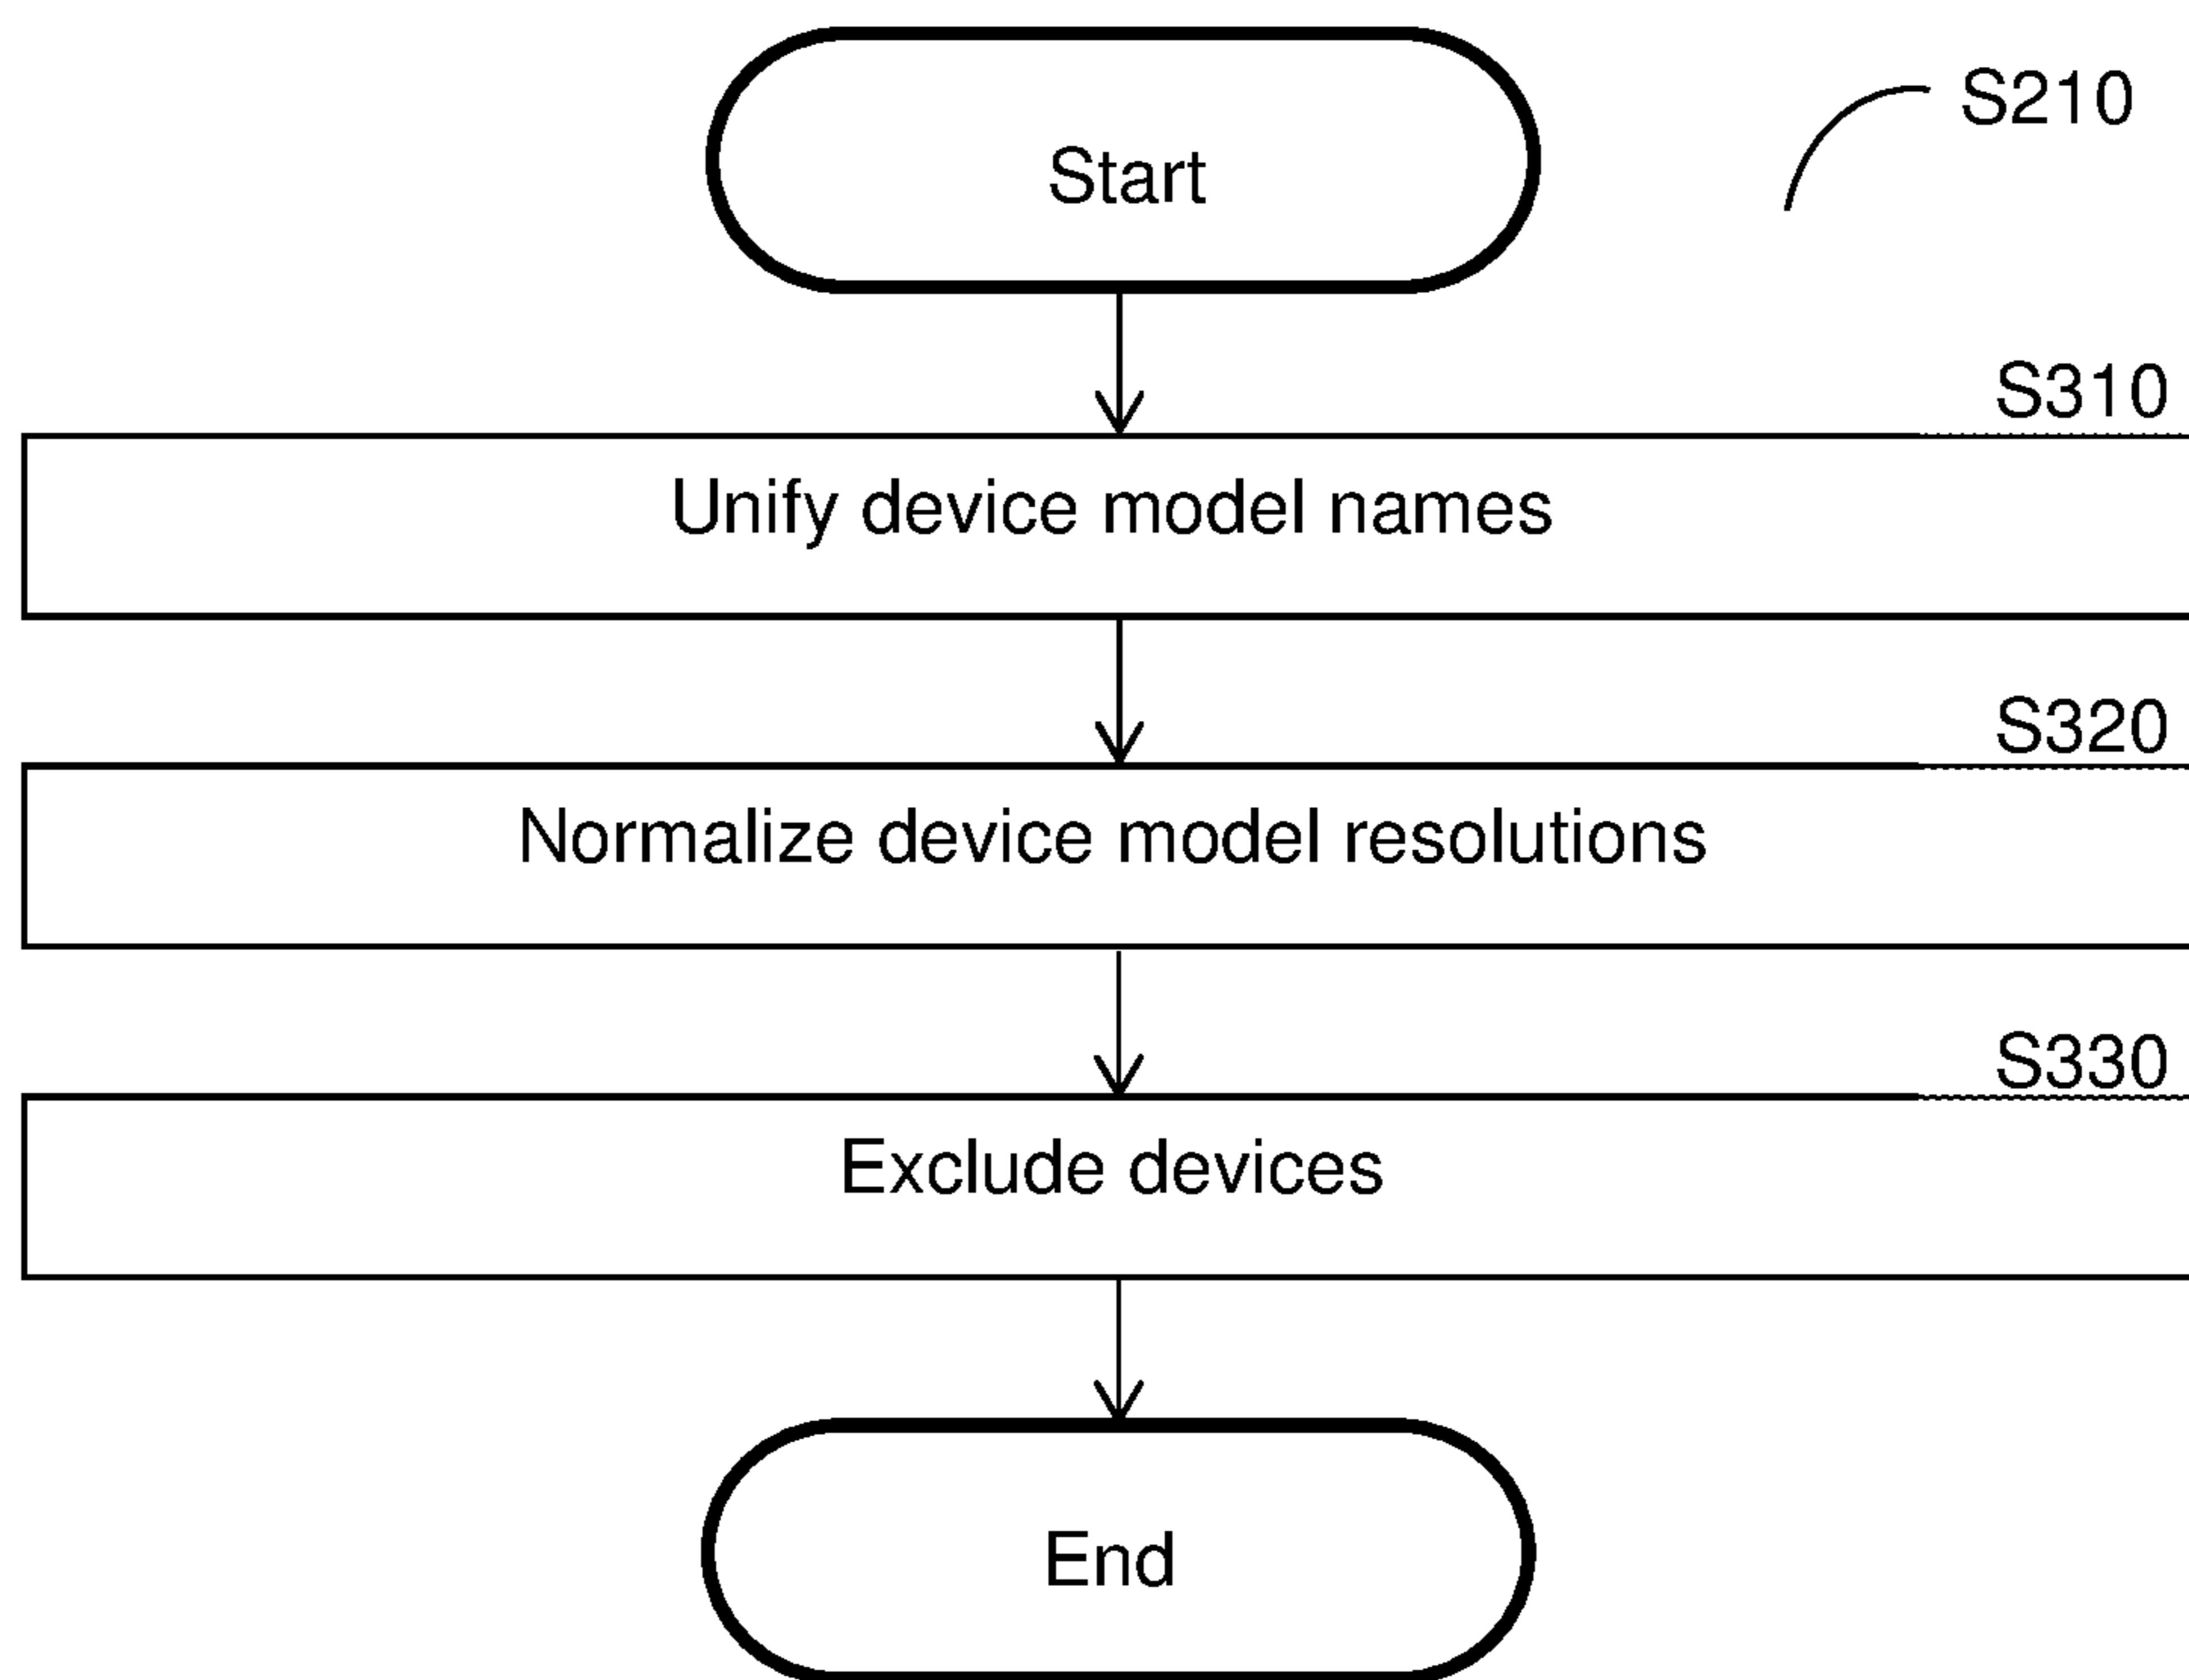 Start
S210
S310
Unify device model names
S320
Normalize device model resolutions
S330
Exclude devices
End